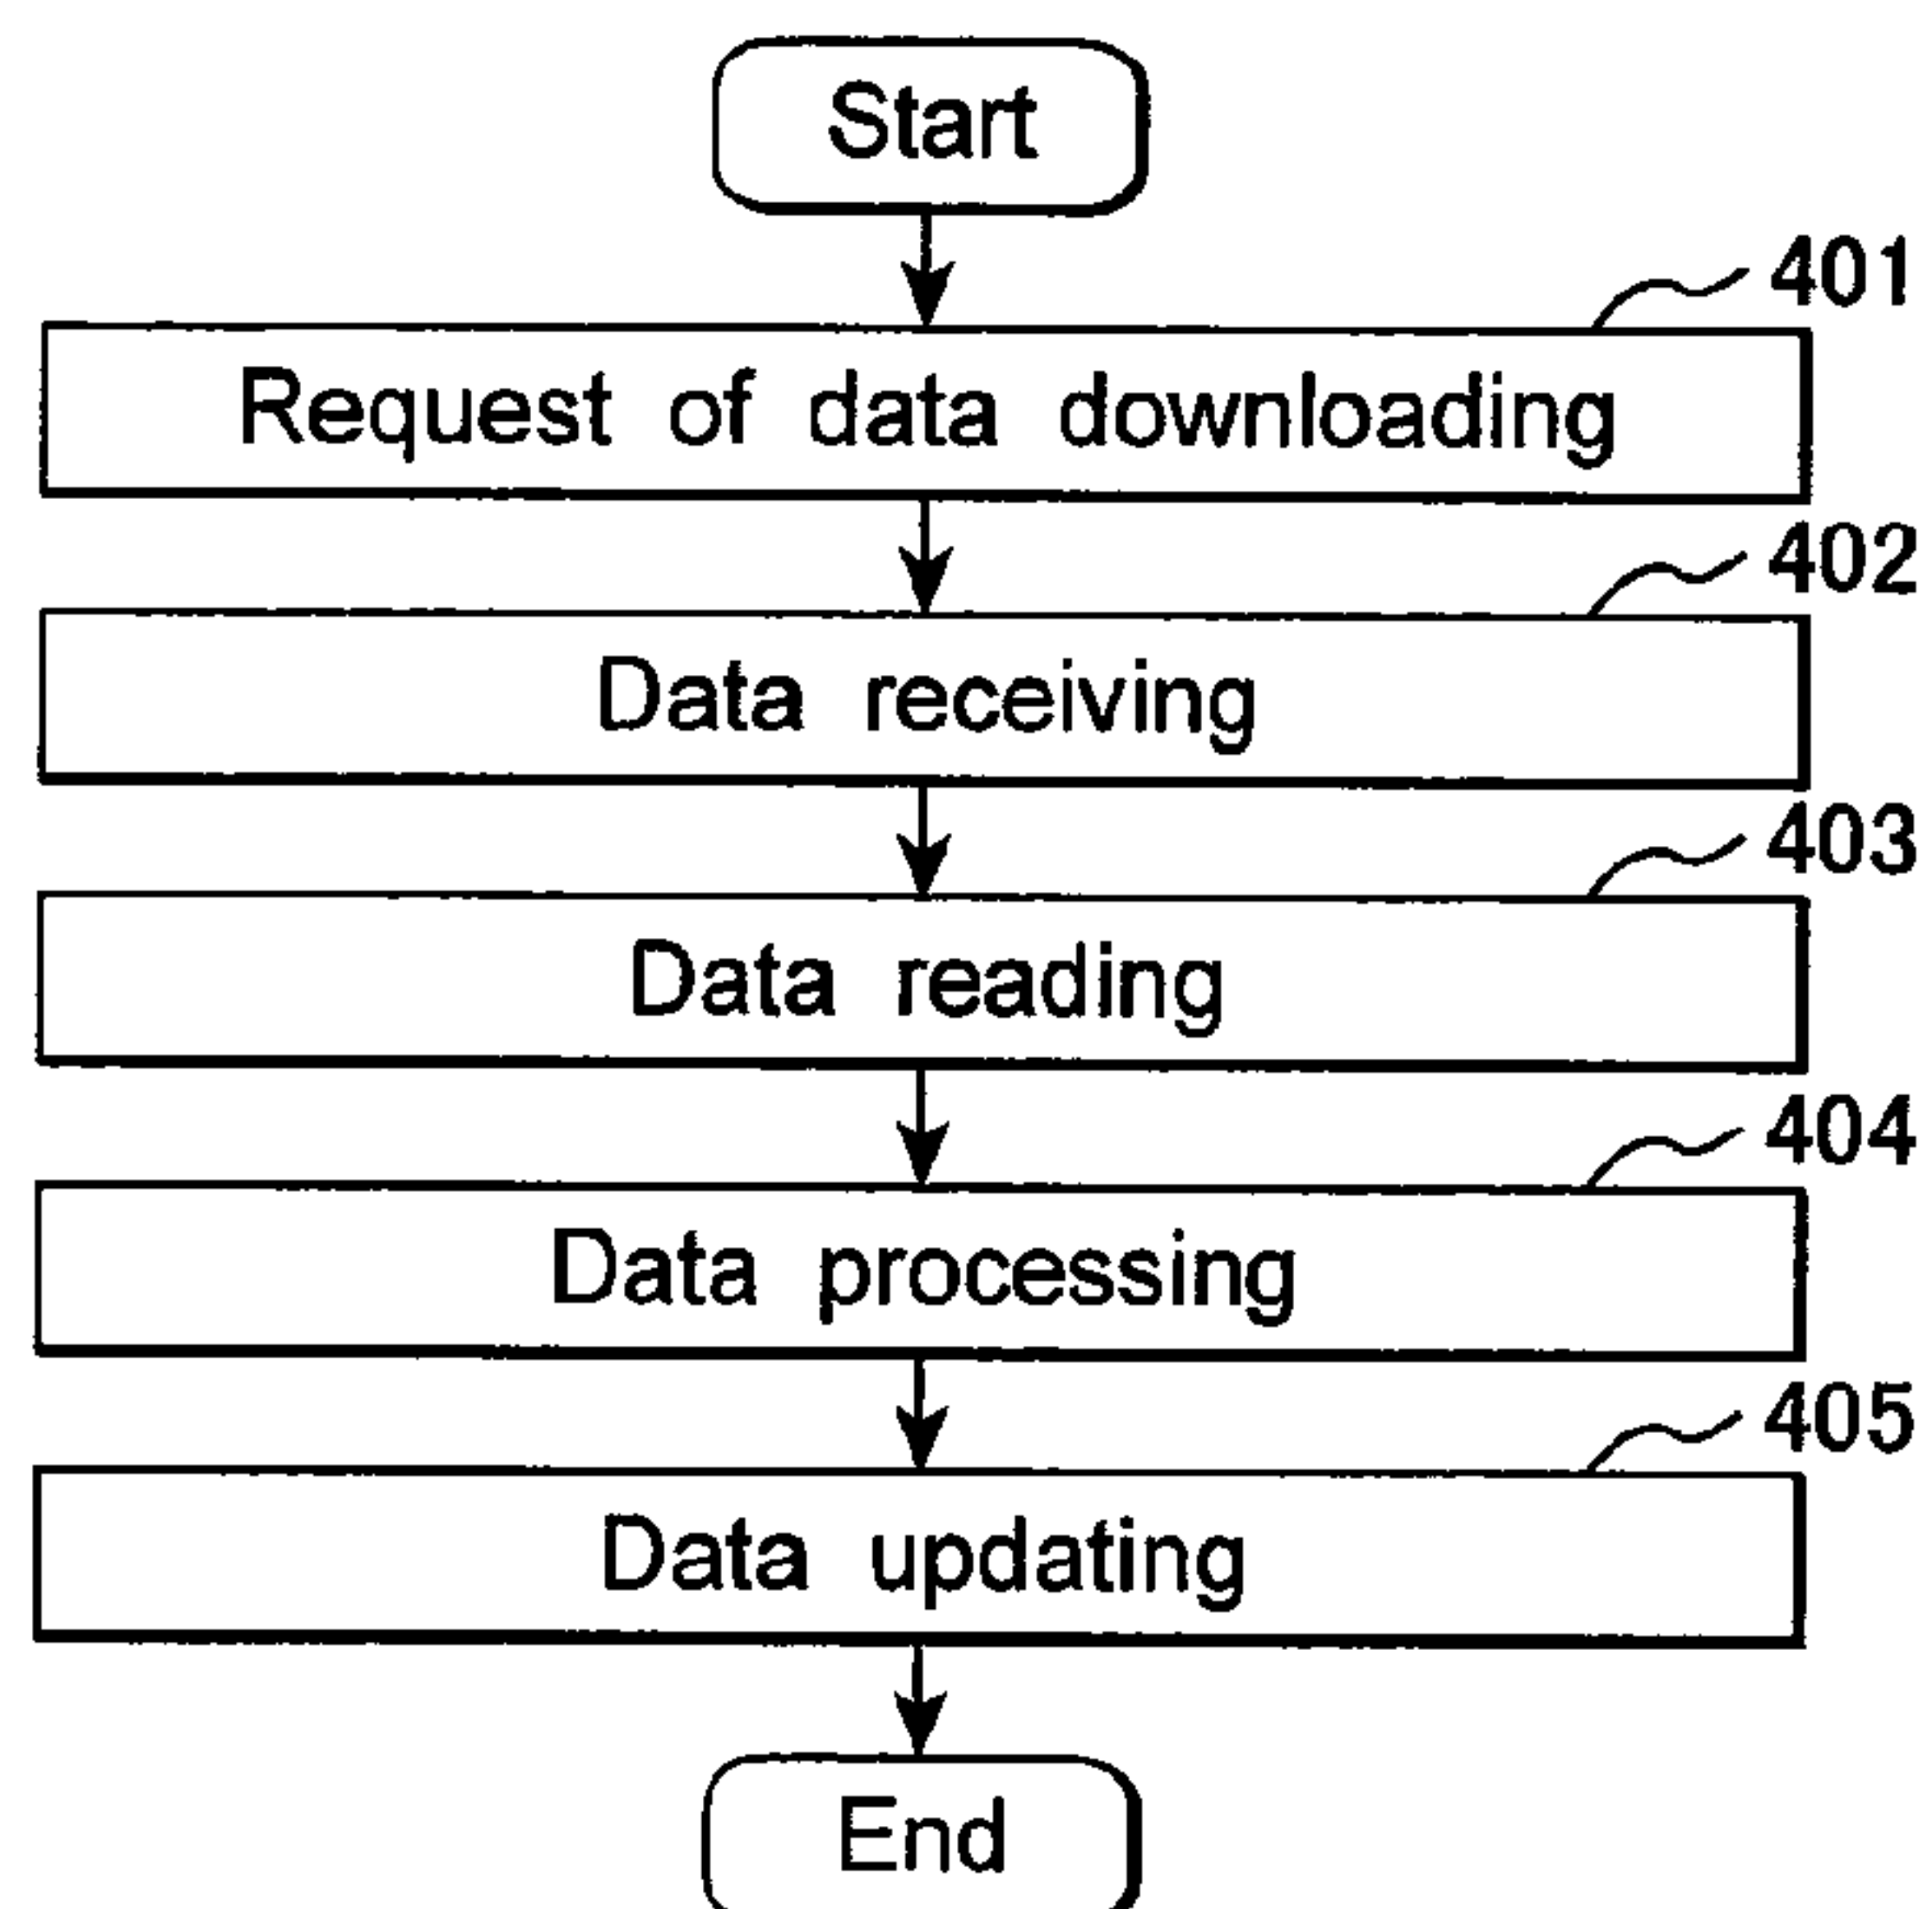 Start
401
Request of data downloading
402
Data receiving
403
Data reading
404
Data processing
405
Data updating
End